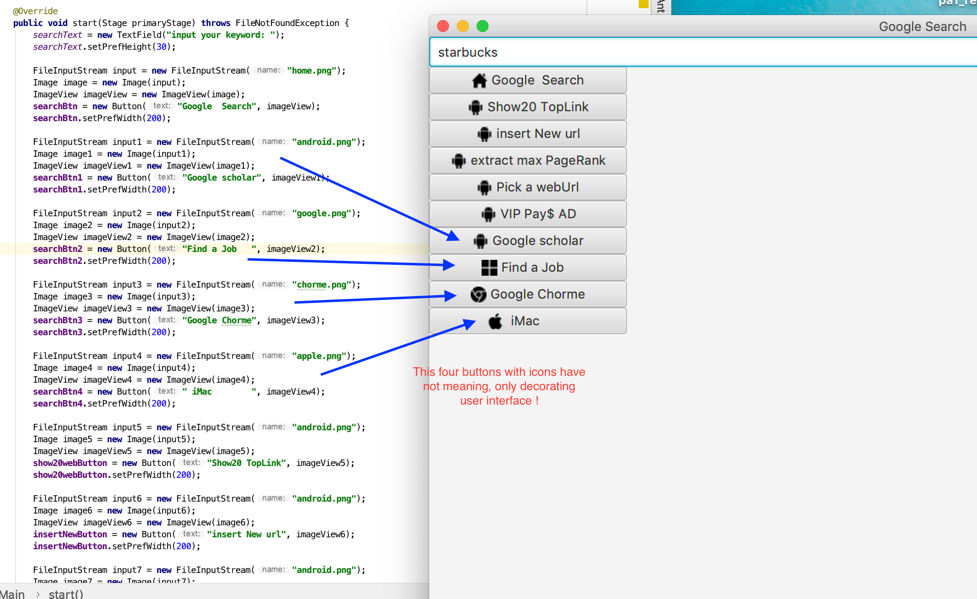 @Override
public void start(Stage primaryStage) throws FileNotFoundException {
searchText = new TextField("input your keyword: ");
searchText.setPrefHeight(30);
FileInputStream input = new FileInputStream( name: "home.png");
Image image = new Image(input);
ImageView imageView = new ImageView(image);
searchBtn = new Button( text: "Google  Search", imageView);
searchBtn.setPrefWidth(200);
FileInputStream input1 = new FileInputStream( name: "android.png");
Image image1 = new Image(input1);
ImageView imageView1 = new ImageView(image1);
searchBtn1 = new Button( text: "Google scholar", imageView1);
searchBtn1.setPrefWidth(200);
FileInputStream input2 = new FileInputStream( name: "google.png");
Image image2 = new Image(input2);
ImageView imageView2 = new ImageView(image2);
searchBtn2 = new Button( text: "Find a Job   ", imageView2);
searchBtn2.setPrefWidth(200);
FileInputStream input3 = new FileInputStream( name: "chorme.png");
Image image3 = new Image(input3);
ImageView imageView3 = new ImageView(image3);
searchBtn3 = new Button( text: "Google Chorme", imageView3);
searchBtn3.setPrefWidth(200);
FileInputStream input4 = new FileInputStream( name: "apple.png");
Image image4 = new Image(input4);
ImageView imageView4 = new ImageView(image4);
searchBtn4 = new Button( text: " iMac        ", imageView4);
searchBtn4.setPrefWidth(200);
FileInputStream input5 = new FileInputStream( name: "android.png");
Image image5 = new Image(input5);
ImageView imageView5 = new ImageView(image5);
show20webButton = new Button( text: "Show20 TopLink", imageView5);
show20webButton.setPrefWidth(200);
FileInputStream input6 = new FileInputStream( name: "android.png");
Image image6 = new Image(input6);
ImageView imageView6 = new ImageView(image6);
insertNewButton = new Button( text: "insert New url", imageView6);
insertNewButton.setPrefWidth(200);
FileInputStream input7 = new FileInputStream( name: "android.png");
Image image7 = new Image(input7);
Main › start()
Ant
Google Search
starbucks
Google  Search
Show20 TopLink
insert New url
extract max PageRank
Pick a webUrl
VIP Pay$ AD
Google scholar
Find a Job
Google Chorme
iMac
This four buttons with icons have
not meaning, only decorating
user interface !